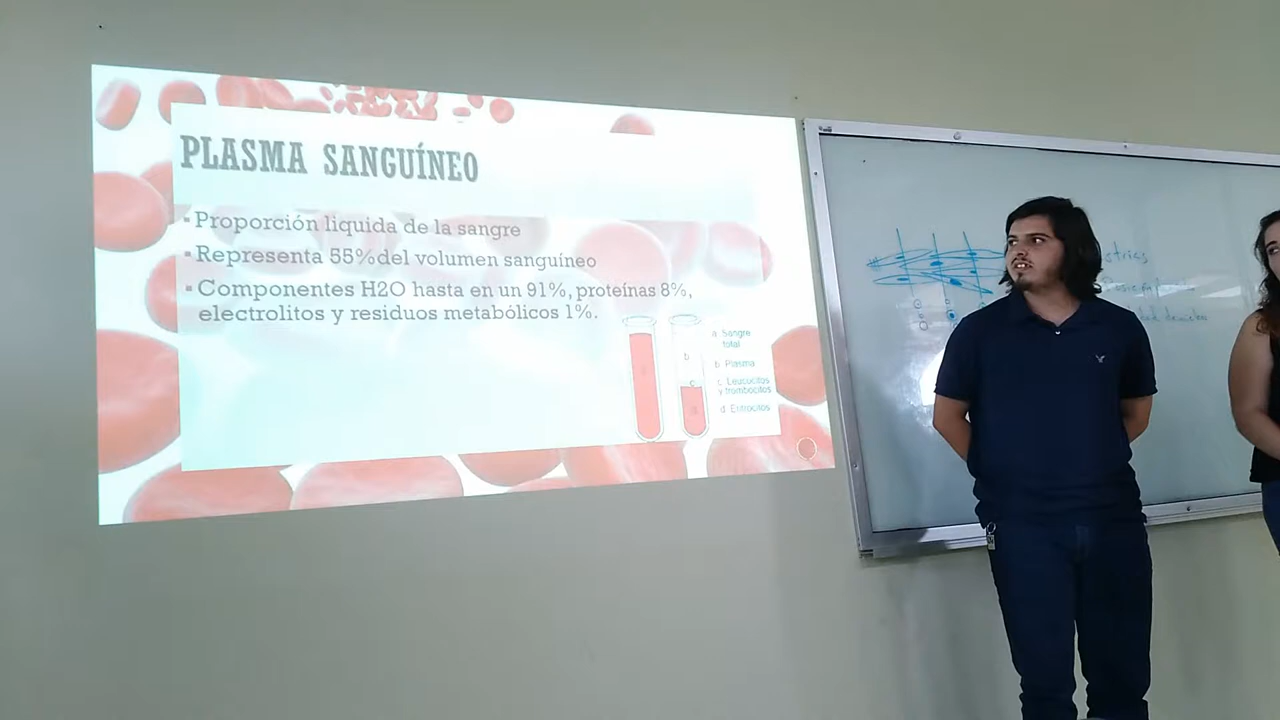 PLASMA SANGUÍNEO
▪ Proporción liquida de la sangre
▪ Representa 55%del volumen sanguíneo
▪ Componentes H2O hasta en un 91%, proteínas 8%,
electrolitos y residuos metabólicos 1%.
a Sangre
total
b
b Plasma
c
c. Leucocitos
y trombocitos
d Eritrocitos